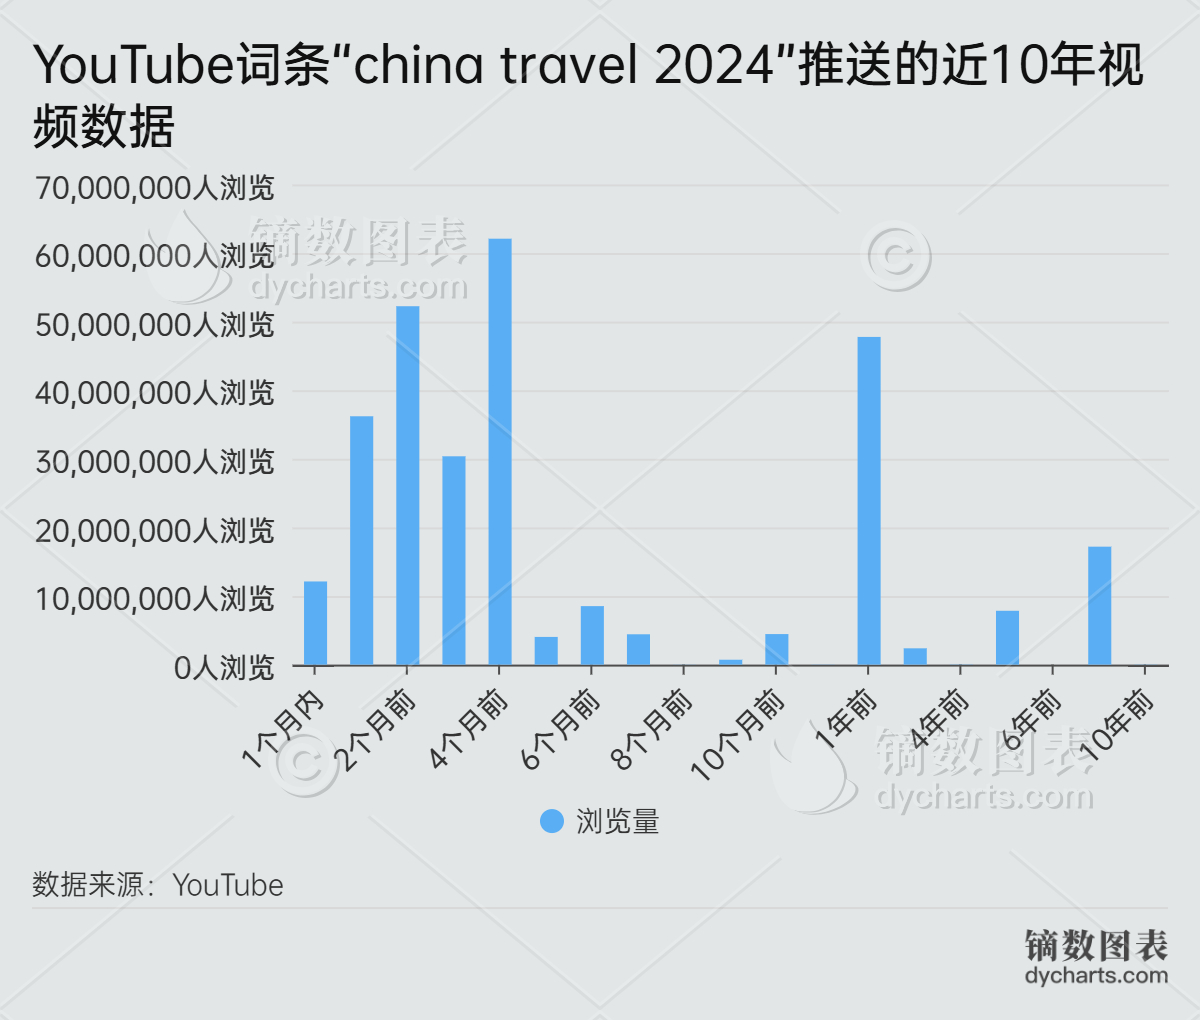 YouTube词条“china travel 2024”推送的近10年视
频数据
70,000,000人浏览
60,000,000人浏览
50,000,000人浏览
40,000,000人浏览
30,000,000人浏览
20,000,000人浏览
10,000,000人浏览
0人浏览
镝数图表
dycharts.com
©
1个月内
2个月前
4个月前
6个月前
8个月前
10个月前
1年前
4年前
6年前
10年前
©
镝数图表
dycharts.com
浏览量
数据来源：YouTube
镝数图表
dycharts.com